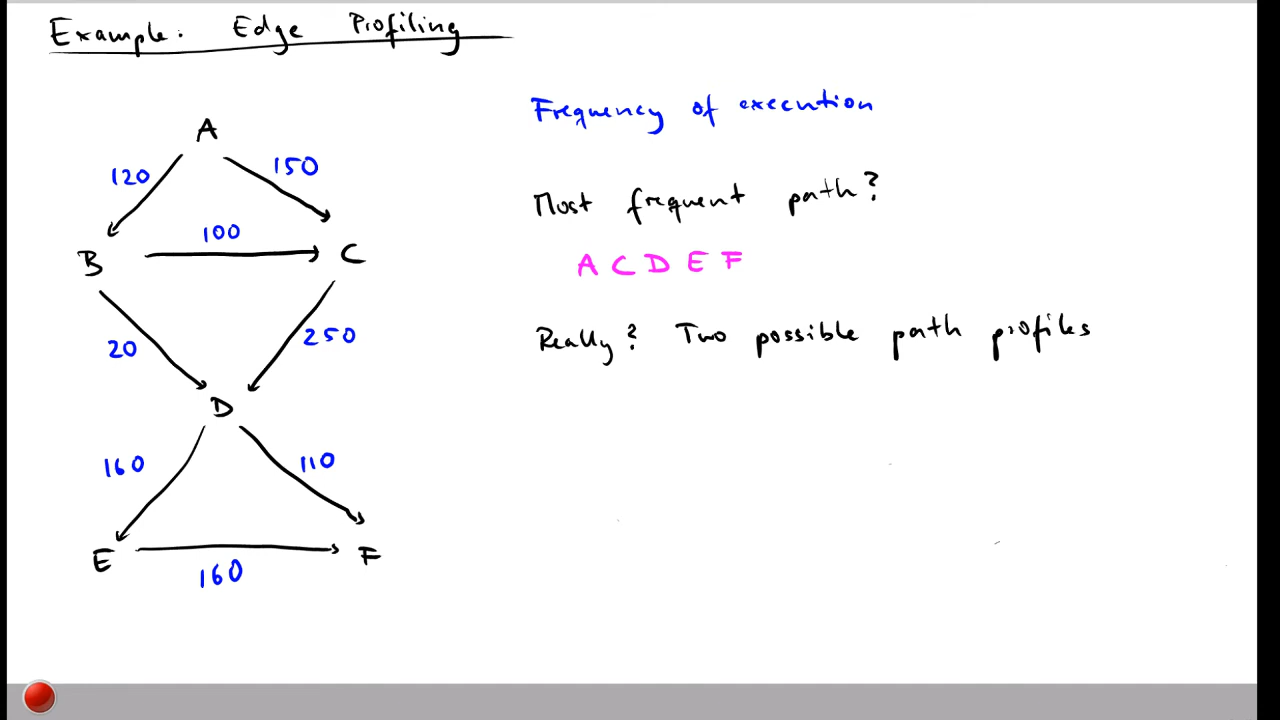 Example: Edge Profiling
Frequency of execution
A
120
150
Most frequent path?
100
B
C
A C D E F
20
250
Really? Two possible path profiles
D
160
110
E
F
160